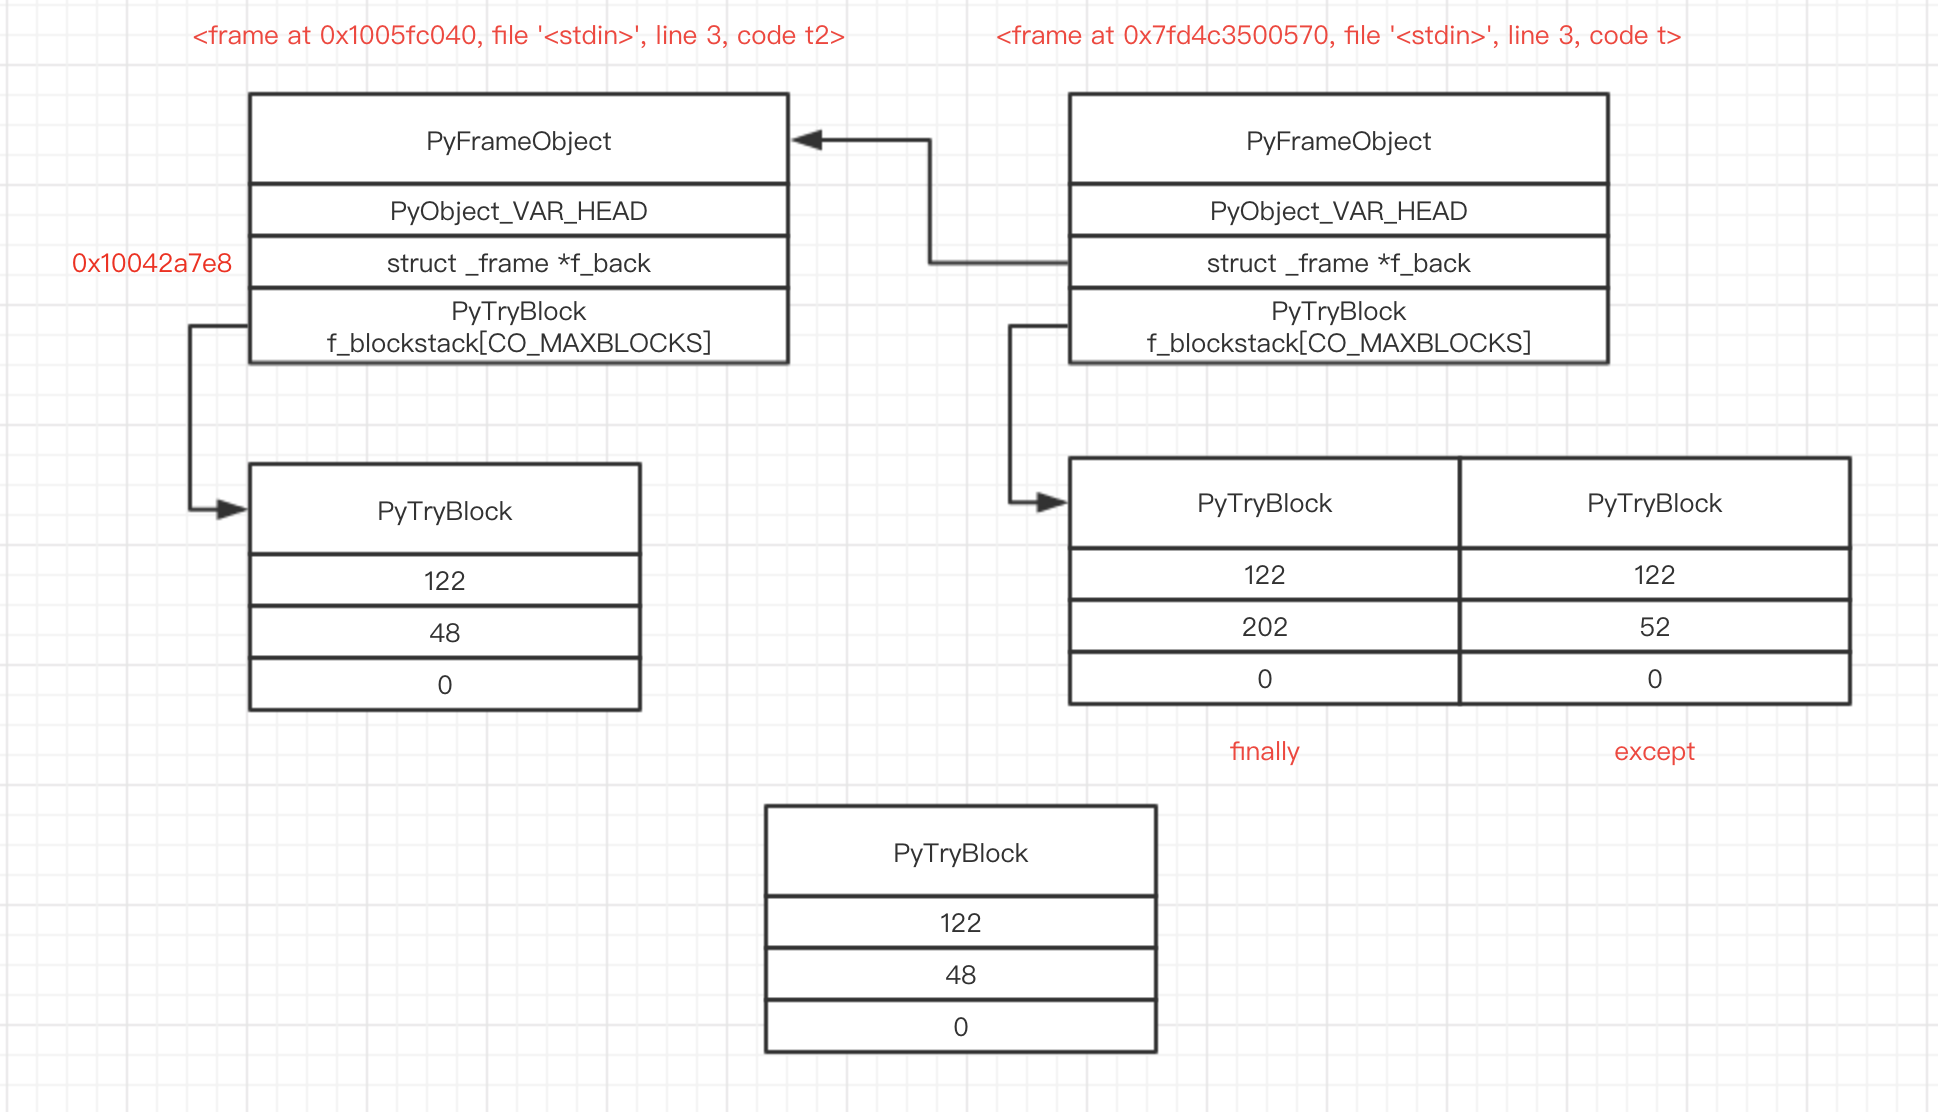 <frame at 0x1005fc040, file '<stdin>', line 3, code t2>
<frame at 0x7fd4c3500570, file '<stdin>', line 3, code t>
PyFrameObject
PyObject_VAR_HEAD
0x10042a7e8
struct _frame *f_back
PyTryBlock
f_blockstack[CO_MAXBLOCKS]
PyFrameObject
PyObject_VAR_HEAD
struct _frame *f_back
PyTryBlock
f_blockstack[CO_MAXBLOCKS]
PyTryBlock
122
48
0
PyTryBlock
122
202
0
finally
PyTryBlock
122
52
0
except
PyTryBlock
122
48
0